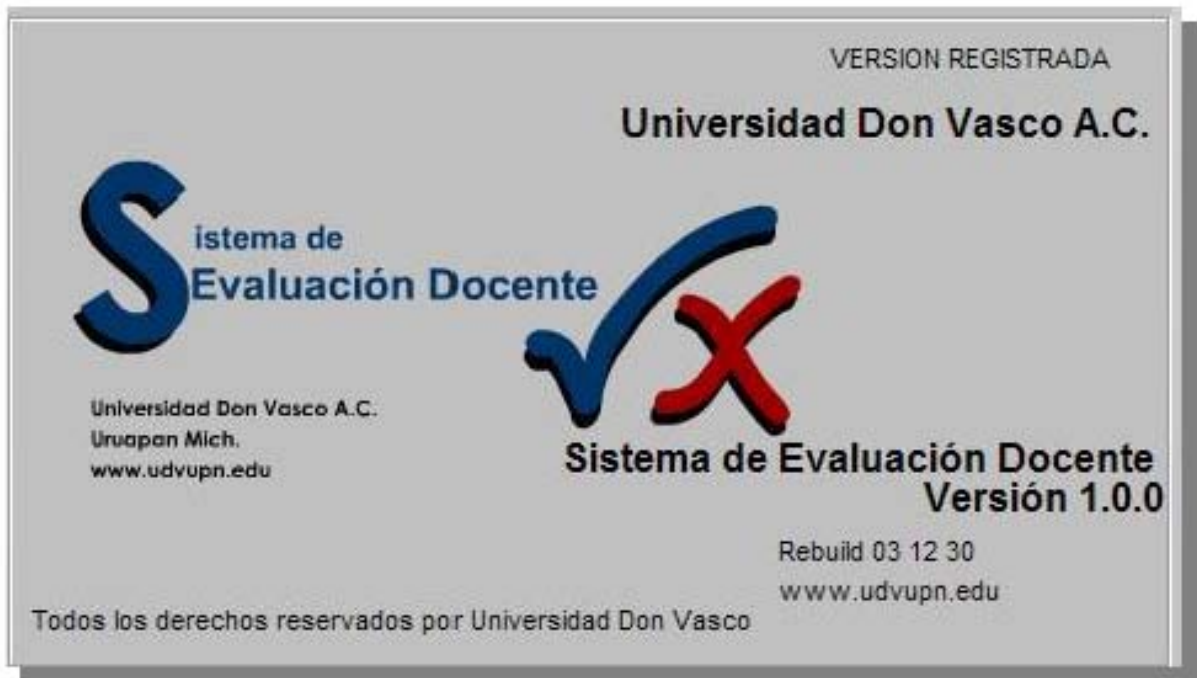 VERSION REGISTRADA
Universidad Don Vasco A.C.
Sistema de
Evaluación Docente
Universidad Don Vasco A.C.
Uruapan Mich.
www.udvupn.edu
Sistema de Evaluación Docente
Versión 1.0.0
Rebuild 03 12 30
www.udvupn.edu
Todos los derechos reservados por Universidad Don Vasco